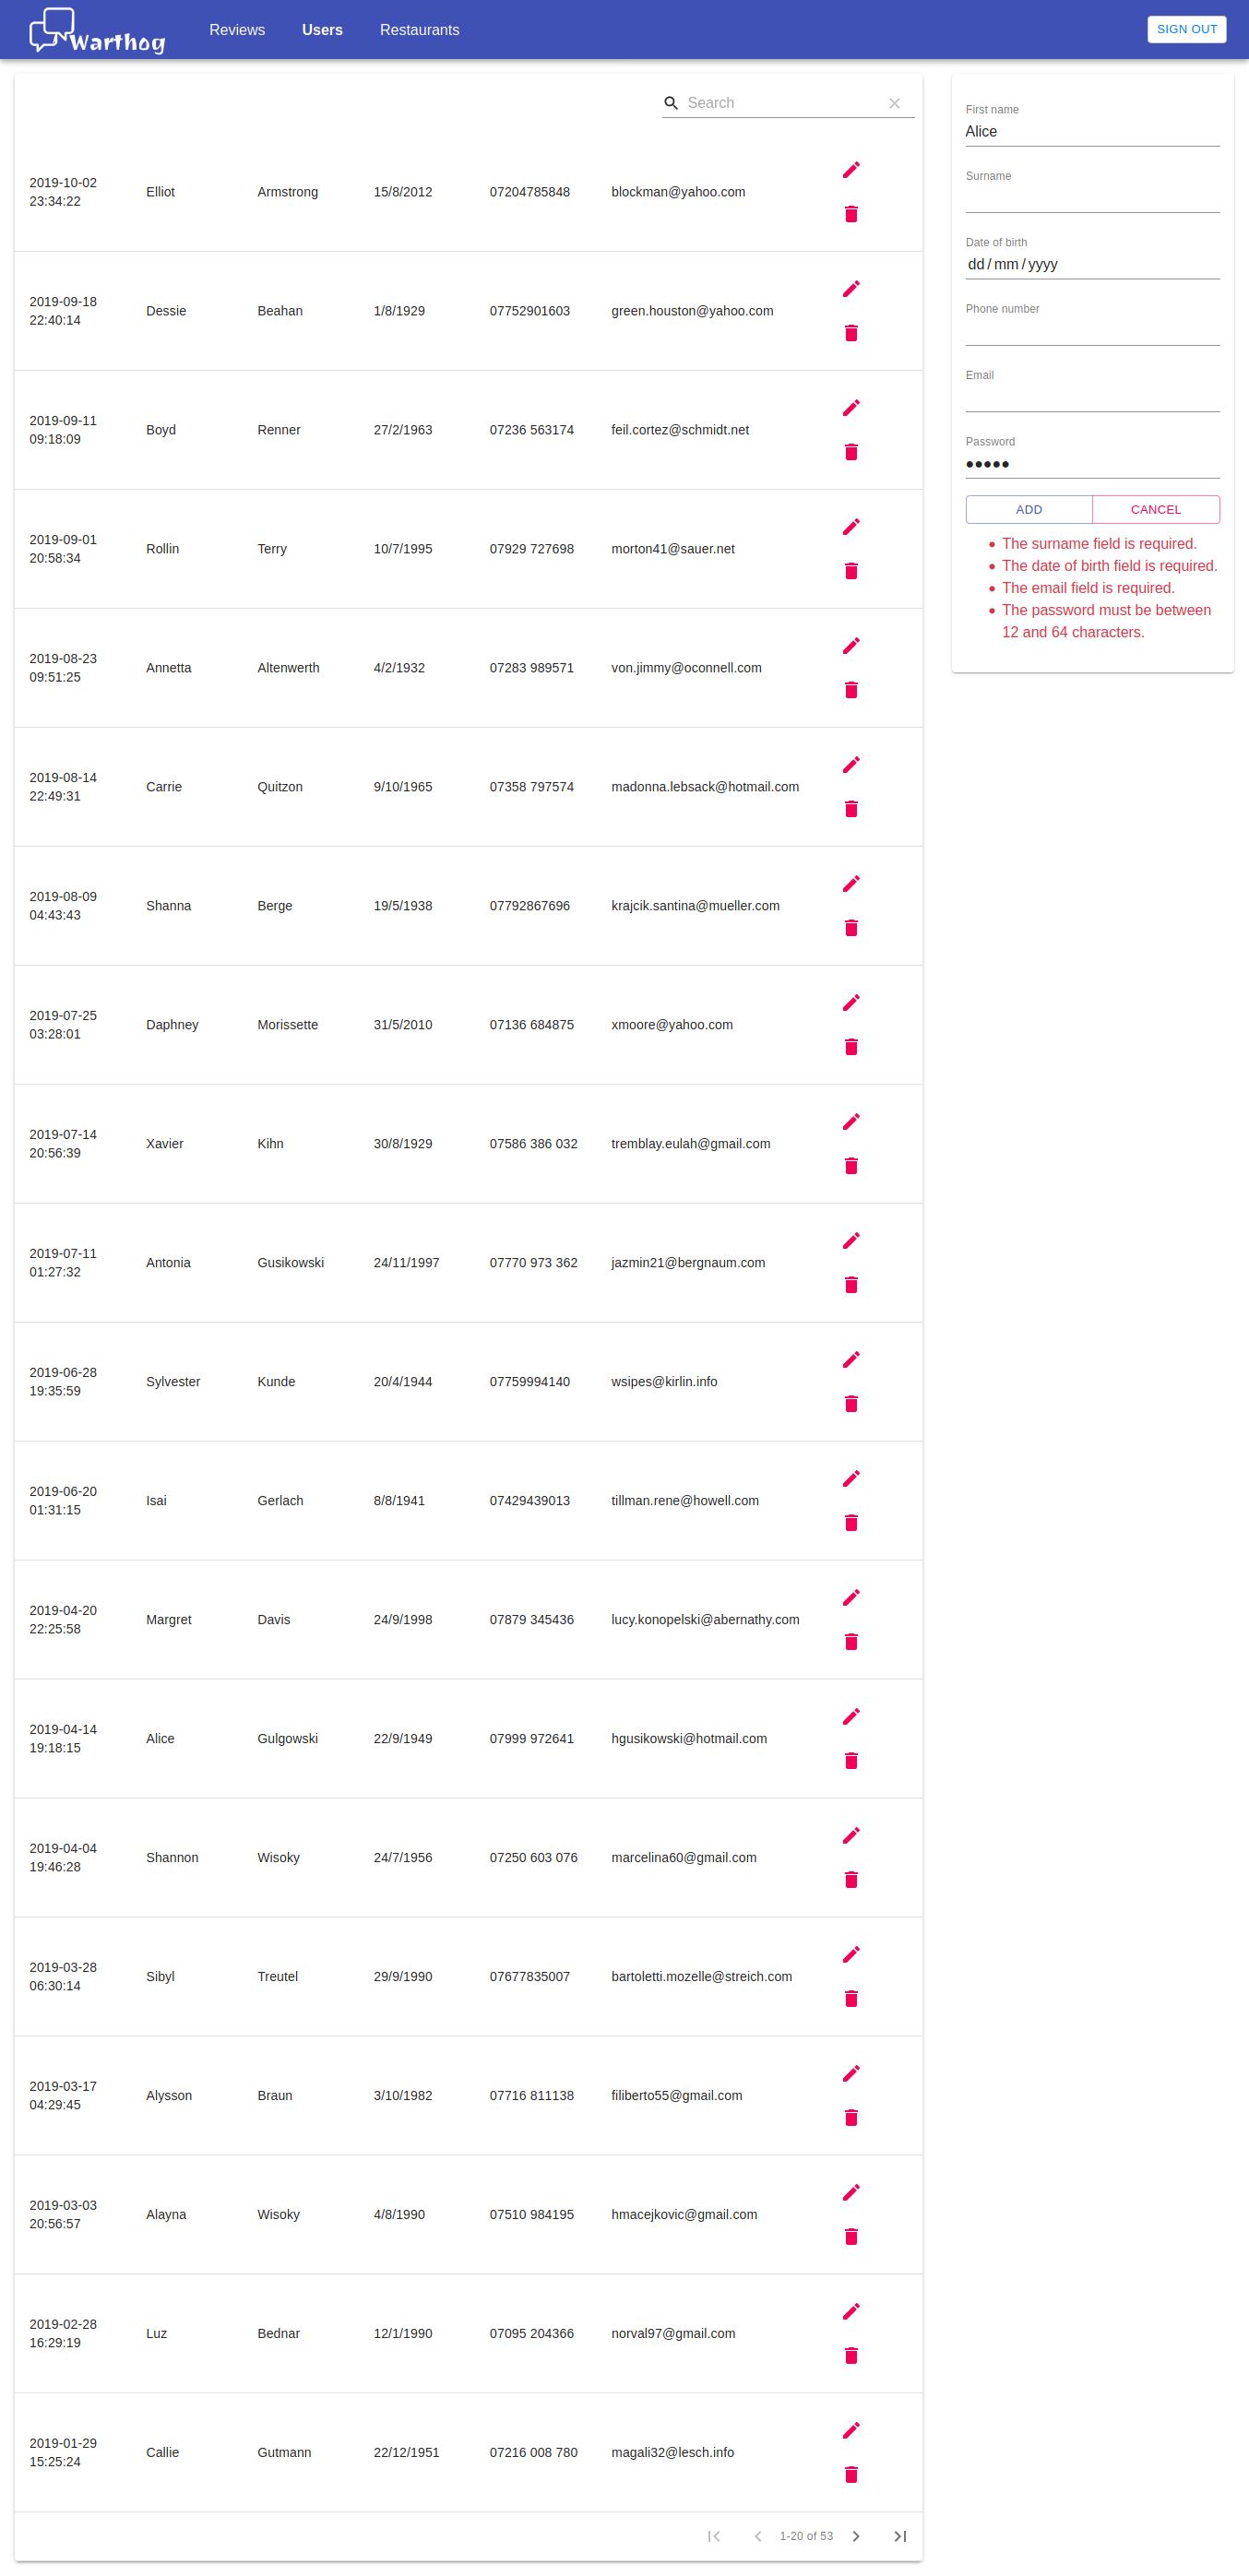 Warthog Reviews Users Restaurants SIGN OUT
Search
2019-10-02
23:34:22
Elliot Armstrong 15/8/2012 07204785848 blockman@yahoo.com
2019-09-18
22:40:14
Dessie Beahan 1/8/1929 07752901603 green.houston@yahoo.com
2019-09-11
09:18:09
Boyd Renner 27/2/1963 07236 563174 feil.cortez@schmidt.net
2019-09-01
20:58:34
Rollin Terry 10/7/1995 07929 727698 morton41@sauer.net
2019-08-23
09:51:25
Annetta Altenwerth 4/2/1932 07283 989571 von.jimmy@oconnell.com
2019-08-14
22:49:31
Carrie Quitzon 9/10/1965 07358 797574 madonna.lebsack@hotmail.com
2019-08-09
04:43:43
Shanna Berge 19/5/1938 07792867696 krajcik.santina@mueller.com
2019-07-25
03:28:01
Daphney Morissette 31/5/2010 07136 684875 xmoore@yahoo.com
2019-07-14
20:56:39
Xavier Kihn 30/8/1929 07586 386 032 tremblay.eulah@gmail.com
2019-07-11
01:27:32
Antonia Gusikowski 24/11/1997 07770 973 362 jazmin21@bergnaum.com
2019-06-28
19:35:59
Sylvester Kunde 20/4/1944 07759994140 wsipes@kirlin.info
2019-06-20
01:31:15
Isai Gerlach 8/8/1941 07429439013 tillman.rene@howell.com
2019-04-20
22:25:58
Margret Davis 24/9/1998 07879 345436 lucy.konopelski@abernathy.com
2019-04-14
19:18:15
Alice Gulgowski 22/9/1949 07999 972641 hgusikowski@hotmail.com
2019-04-04
19:46:28
Shannon Wisoky 24/7/1956 07250 603 076 marcelina60@gmail.com
2019-03-28
06:30:14
Sibyl Treutel 29/9/1990 07677835007 bartoletti.mozelle@streich.com
2019-03-17
04:29:45
Alysson Braun 3/10/1982 07716 811138 filiberto55@gmail.com
2019-03-03
20:56:57
Alayna Wisoky 4/8/1990 07510 984195 hmacejkovic@gmail.com
2019-02-28
16:29:19
Luz Bednar 12/1/1990 07095 204366 norval97@gmail.com
2019-01-29
15:25:24
Callie Gutmann 22/12/1951 07216 008 780 magali32@lesch.info
1-20 of 53
First name
Alice
Surname
Date of birth
dd/mm/yyyy
Phone number
Email
Password
•••••
ADD CANCEL
• The surname field is required.
• The date of birth field is required.
• The email field is required.
• The password must be between
12 and 64 characters.